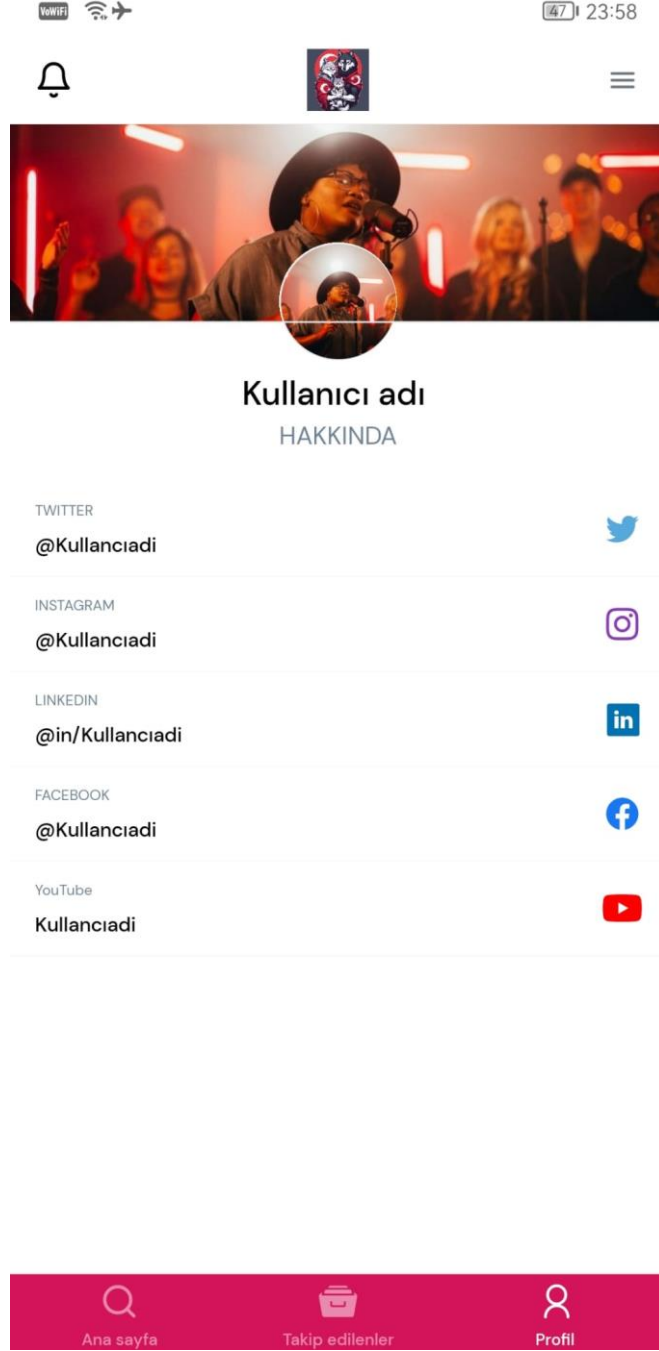 VoWiFi 47 23:58
Kullanıcı adı
HAKKINDA
TWITTER
@Kullancıadi
INSTAGRAM
@Kullancıadi
LINKEDIN
@in/Kullancıadi
in
FACEBOOK
@Kullancıadi
YouTube
Kullancıadi
Ana sayfa Takip edilenler Profil